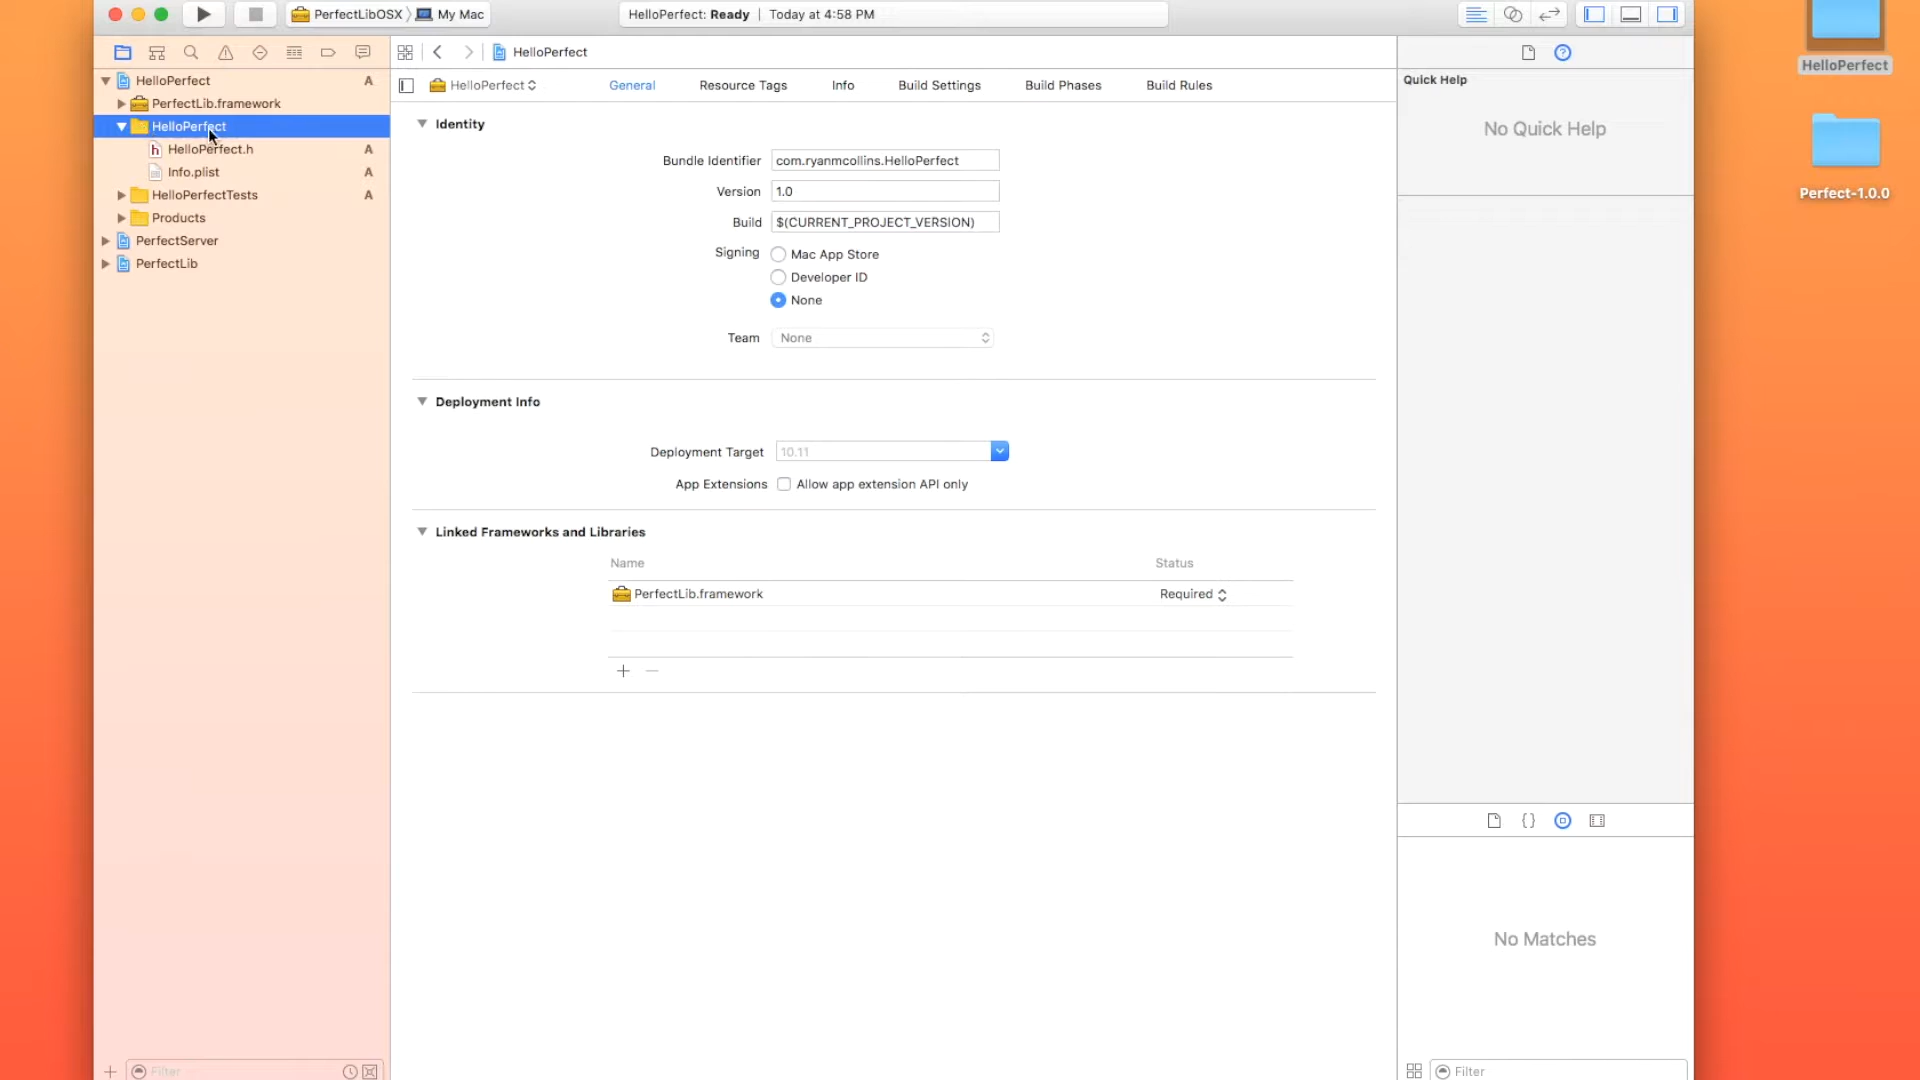 PerfectLibOSX My Mac
HelloPerfect: Ready | Today at 4:58 PM
HelloPerfect
HelloPerfect A
PerfectLib.framework
HelloPerfect
HelloPerfect.h A
Info.plist A
HelloPerfectTests A
Products
PerfectServer
PerfectLib
Filter
HelloPerfect
General Resource Tags Info Build Settings Build Phases Build Rules
Identity
Bundle Identifier com.ryanmcollins.HelloPerfect
Version 1.0
Build $(CURRENT_PROJECT_VERSION)
Signing Mac App Store
Developer ID
None
Team None
Deployment Info
Deployment Target 10.11
App Extensions Allow app extension API only
Linked Frameworks and Libraries
Name Status
PerfectLib.framework Required
Quick Help
No Quick Help
No Matches
Filter
HelloPerfect
Perfect-1.0.0